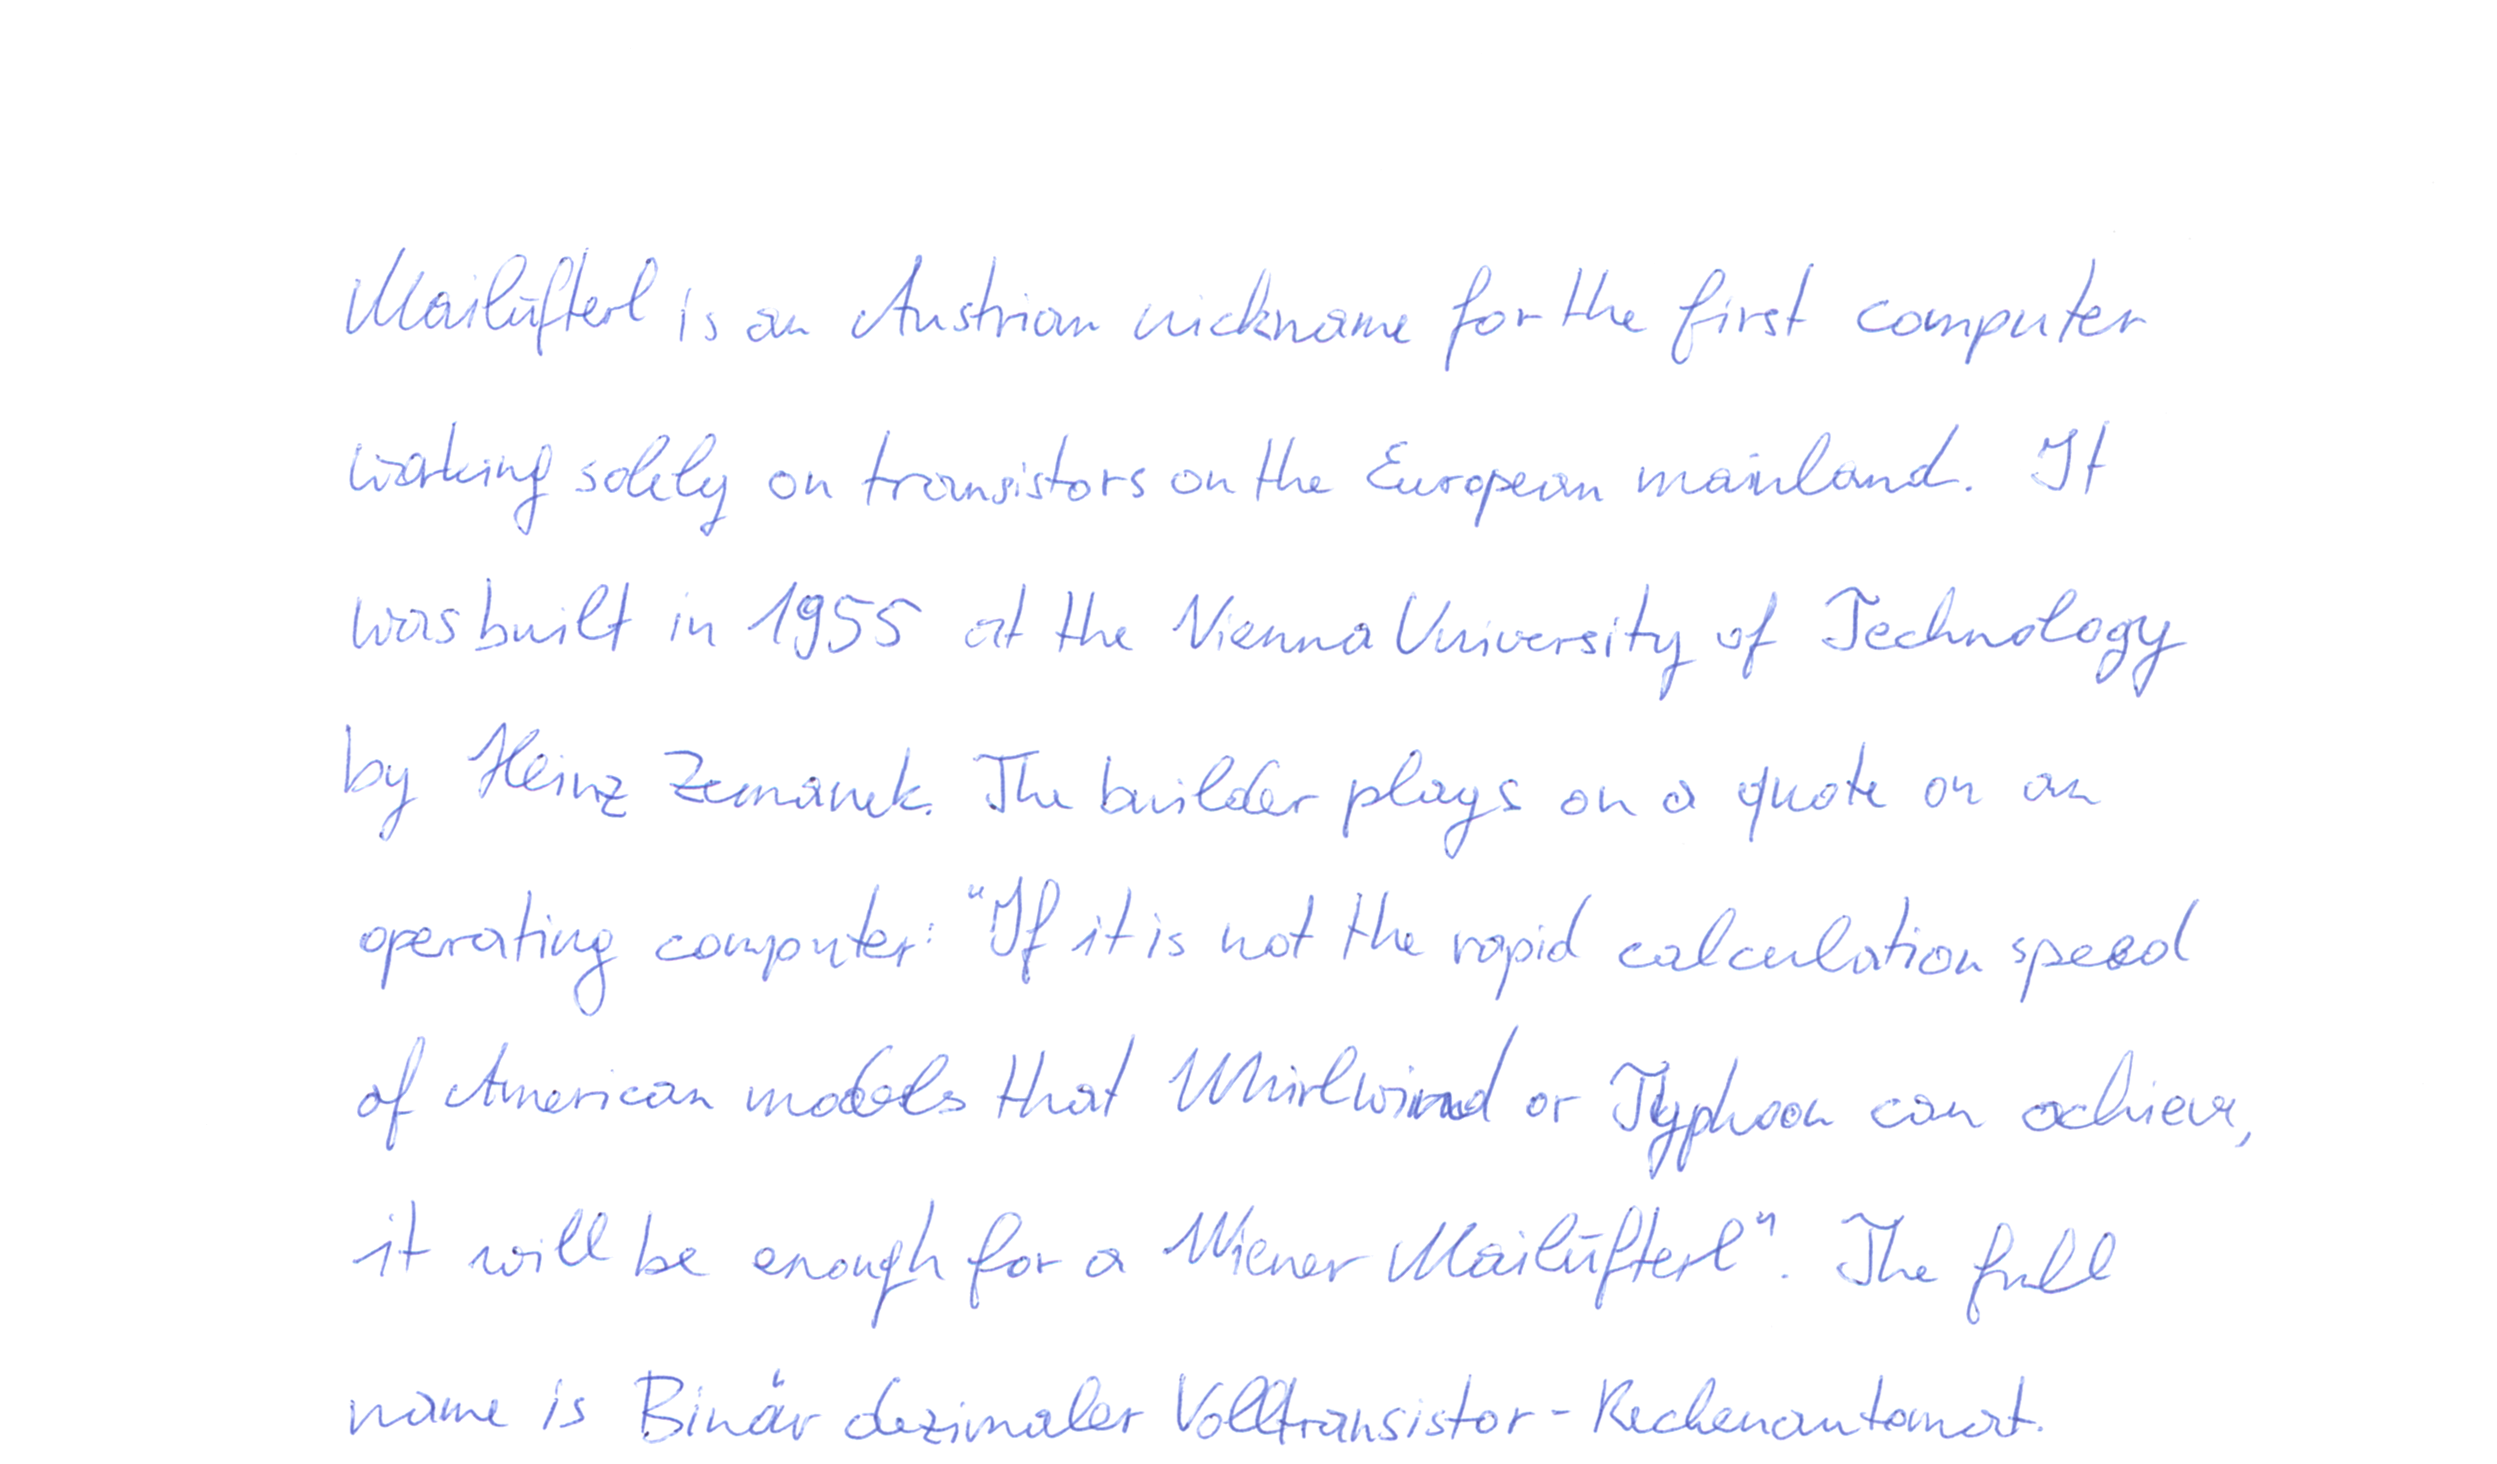 Mailüfterl is an Austrian nickname for the first computer
working solely on transistors on the European mainland. It
was built in 1955 at the Vienna University of Technology
by Heinz Zemanek. The builder plays on a quote on an
operating computer: "If it is not the rapid calculation speed
of American models that Whirlwind or Typhoon can achieve,
it will be enough for a Wiener Mailüfterl". The full
name is Binär dezimaler Volltransistor-Rechenautomat.